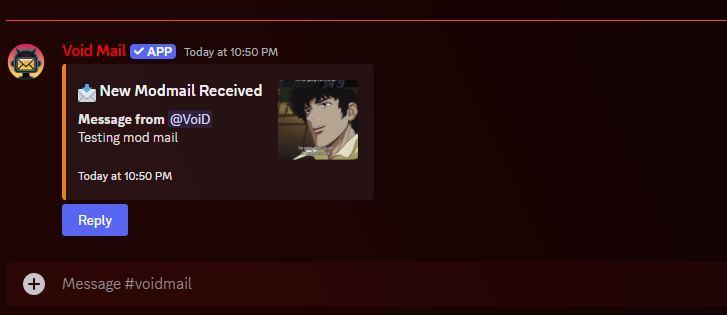 Void Mail ✓ APP Today at 10:50 PM
New Modmail Received
Message from @VoiD
Testing mod mail
Today at 10:50 PM
Reply
Message #voidmail